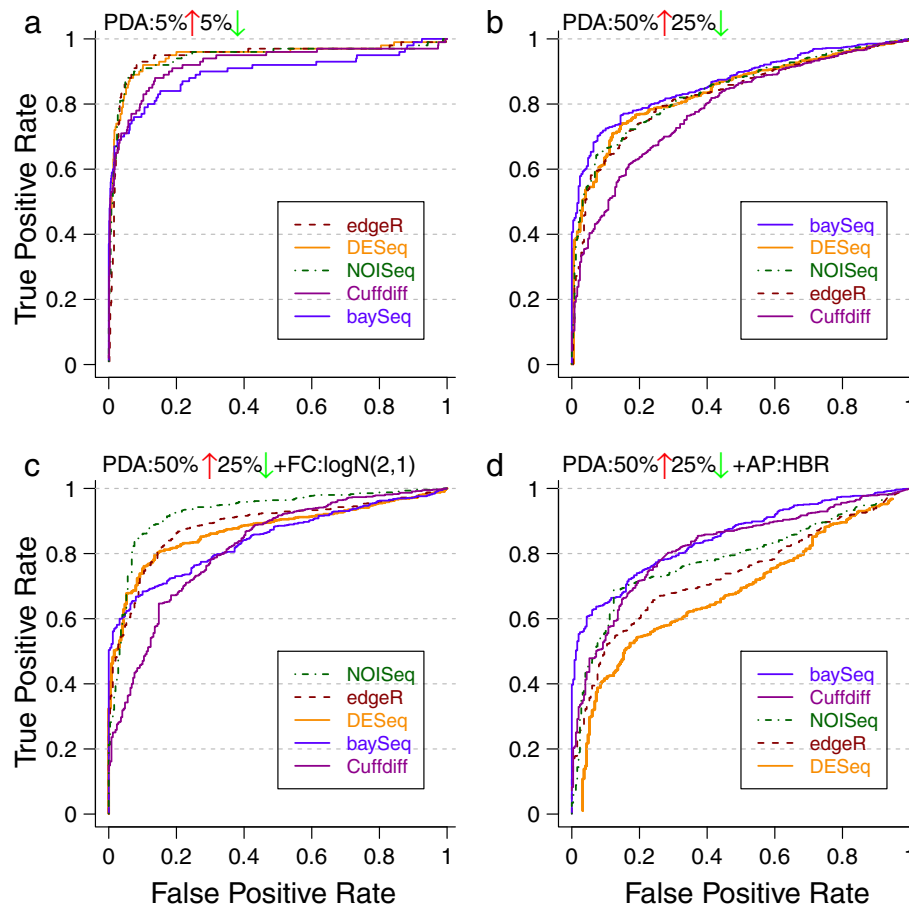 a PDA:5%↑5%↓
b PDA:50%↑25%↓
True Positive Rate
1
0.8
0.6
0.4
0.2
0
edgeR
DESeq
NOISeq
Cuffdiff
baySeq
0 0.2 0.4 0.6 0.8 1
1
0.8
0.6
0.4
0.2
0
baySeq
DESeq
NOISeq
edgeR
Cuffdiff
0 0.2 0.4 0.6 0.8 1
c PDA:50% ↑25%↓+FC:logN(2,1)
d PDA:50%↑25%↓ +AP:HBR
True Positive Rate
1
0.8
0.6
0.4
0.2
0
NOISeq
edgeR
DESeq
baySeq
Cuffdiff
0 0.2 0.4 0.6 0.8 1
False Positive Rate
1
0.8
0.6
0.4
0.2
0
baySeq
Cuffdiff
NOISeq
edgeR
DESeq
0 0.2 0.4 0.6 0.8 1
False Positive Rate